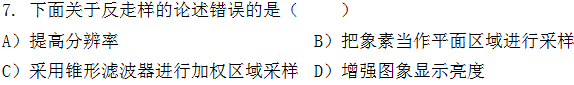 7. 下面关于反走样的论述错误的是（　　）
A）提高分辨率　　B）把象素当作平面区域进行采样
C）采用锥形滤波器进行加权区域采样　D）增强图象显示亮度